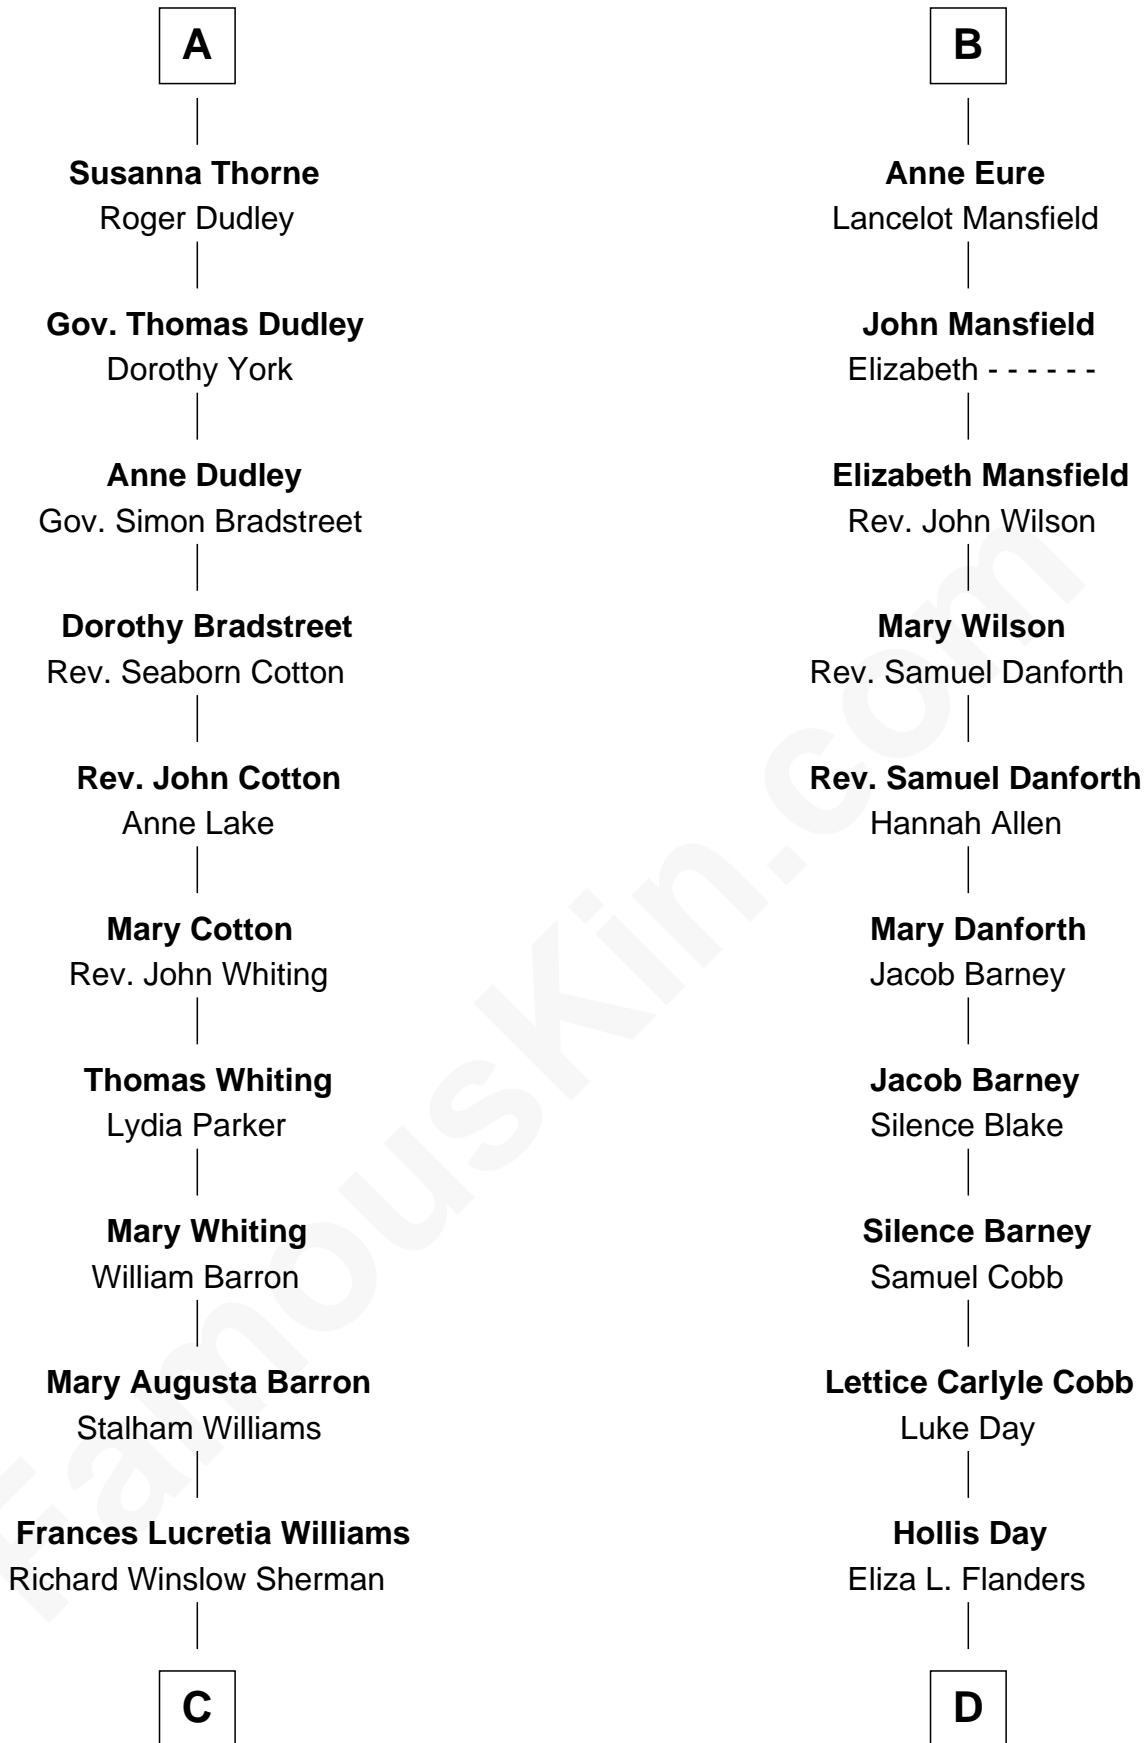 A
Susanna Thorne
Roger Dudley
Gov. Thomas Dudley
Dorothy York
Anne Dudley
Gov. Simon Bradstreet
Dorothy Bradstreet
Rev. Seaborn Cotton
Rev. John Cotton
Anne Lake
Mary Cotton
Rev. John Whiting
Thomas Whiting
Lydia Parker
Mary Whiting
William Barron
Mary Augusta Barron
Stalham Williams
Frances Lucretia Williams
Richard Winslow Sherman
C
B
Anne Eure
Lancelot Mansfield
John Mansfield
Elizabeth - - - - - -
Elizabeth Mansfield
Rev. John Wilson
Mary Wilson
Rev. Samuel Danforth
Rev. Samuel Danforth
Hannah Allen
Mary Danforth
Jacob Barney
Jacob Barney
Silence Blake
Silence Barney
Samuel Cobb
Lettice Carlyle Cobb
Luke Day
Hollis Day
Eliza L. Flanders
D
FamousKin.com